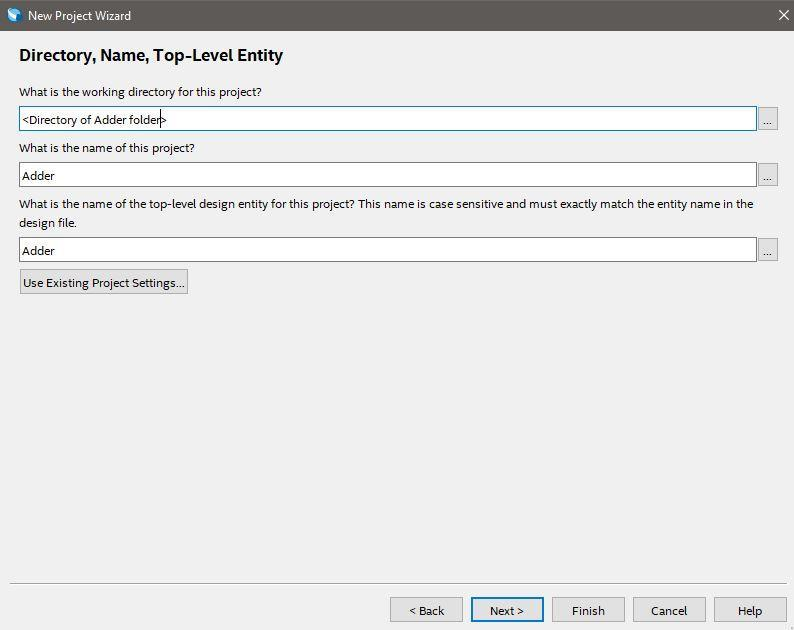 New Project Wizard
Directory, Name, Top-Level Entity
What is the working directory for this project?
<Directory of Adder folder>
...
What is the name of this project?
Adder
...
What is the name of the top-level design entity for this project? This name is case sensitive and must exactly match the entity name in the
design file.
Adder
...
Use Existing Project Settings...
< Back
Next >
Finish
Cancel
Help